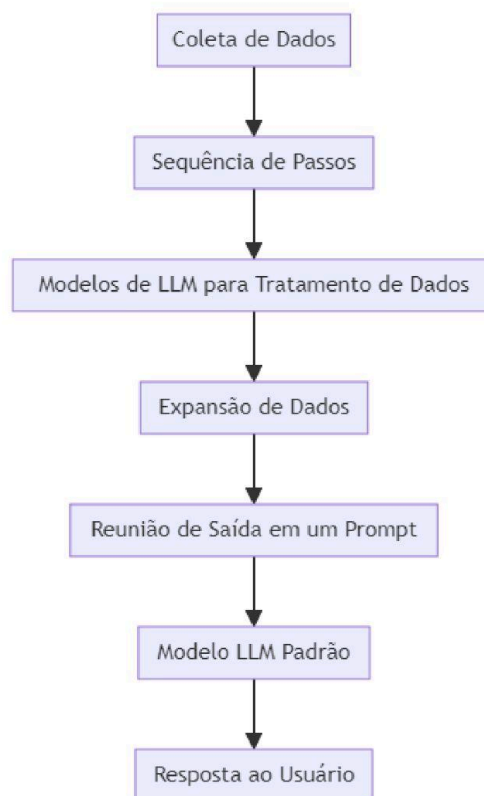 Coleta de Dados
Sequência de Passos
Modelos de LLM para Tratamento de Dados
Expansão de Dados
Reunião de Saída em um Prompt
Modelo LLM Padrão
Resposta ao Usuário